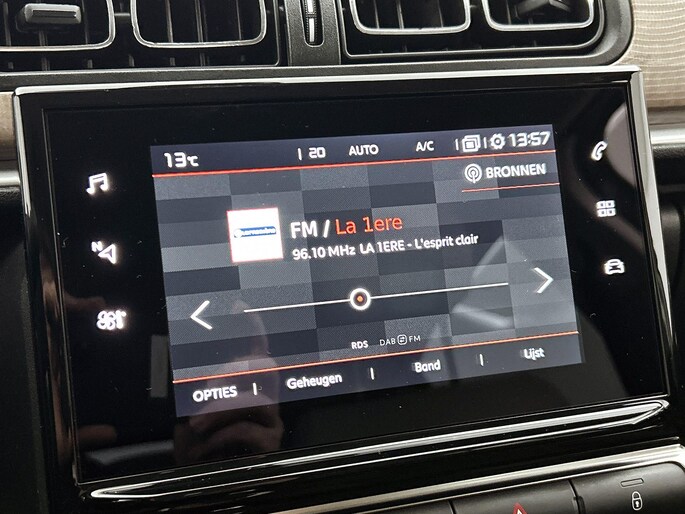 13°C | 20 AUTO A/C 13:57
BRONNEN
FM / La 1ere
96.10 MHz LA 1ERE - L'esprit clair
RDS DAB FM
OPTIES | Geheugen | Band | Lijst
N